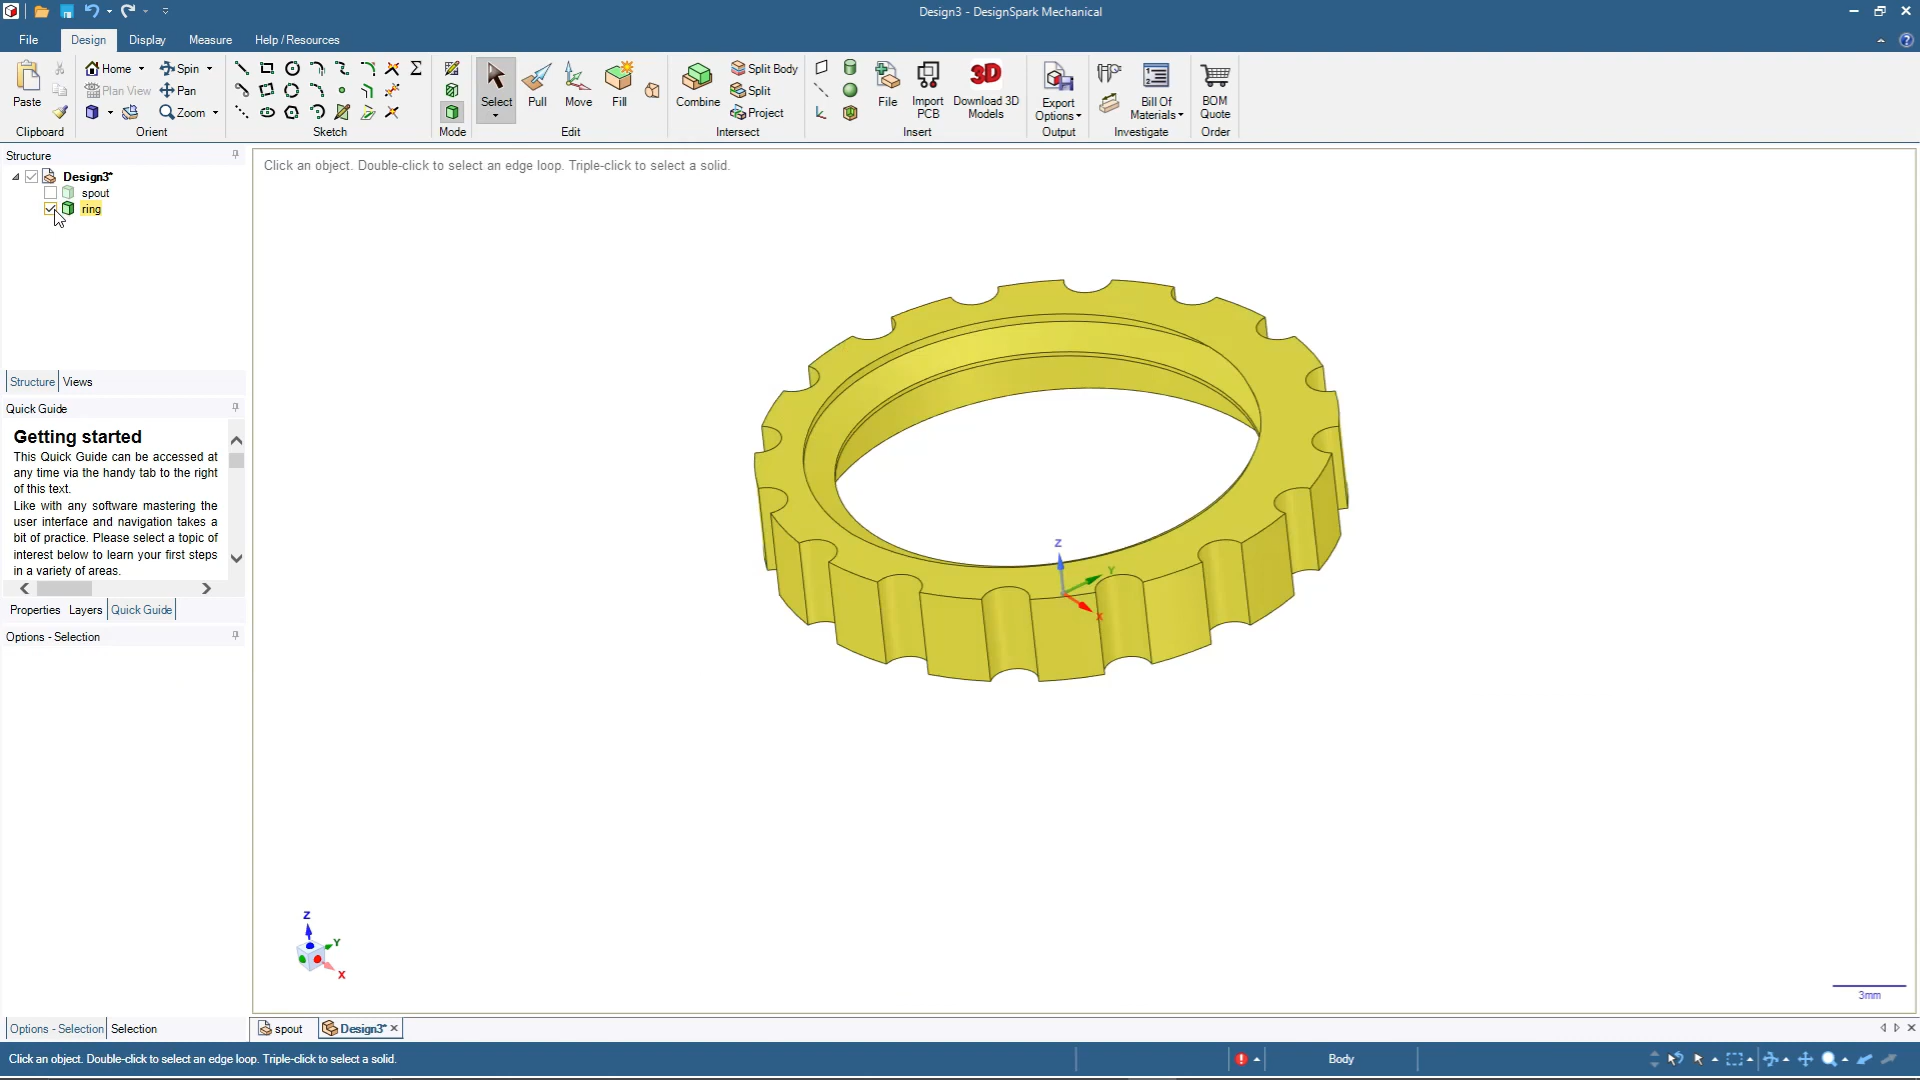 Design3 - DesignSpark Mechanical
File Design Display Measure Help / Resources
Paste
Clipboard
Home Spin
Plan View Pan
Zoom
Orient
Sketch
Mode
Select Pull Move Fill
Edit
Combine
Split Body
Split
Project
Intersect
File Import PCB Download 3D Models
3D
Insert
Export Options
Output
Bill Of Materials
Investigate
BOM Quote
Order
Structure
Design3*
spout
ring
Structure Views
Quick Guide
Getting started
This Quick Guide can be accessed at
any time via the handy tab to the right
of this text.
Like with any software mastering the
user interface and navigation takes a
bit of practice. Please select a topic of
interest below to learn your first steps
in a variety of areas.
Properties Layers Quick Guide
Options - Selection
Options - Selection Selection
Click an object. Double-click to select an edge loop. Triple-click to select a solid.
Z
Y
X
Z
Y
X
3mm
spout Design3*
Click an object. Double-click to select an edge loop. Triple-click to select a solid.
Body